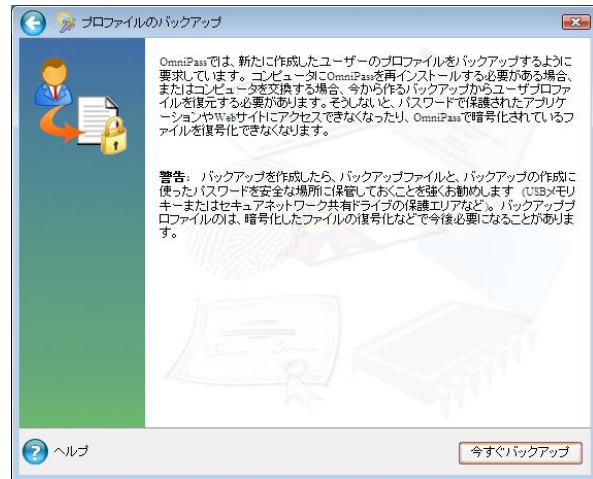 プロファイルのバックアップ
OmniPassでは、新たに作成したユーザーのプロファイルをバックアップするように
要求しています。コンピュータにOmniPassを再インストールする必要がある場合、
またはコンピュータを交換する場合、今から作るバックアップからユーザプロファ
イルを復元する必要があります。そうしないと、パスワードで保護されたアプリケ
ーションやWebサイトにアクセスできなくなったり、OmniPassで暗号化されているフ
ァイルを復号化できなくなります。
警告: バックアップを作成したら、バックアップファイルと、バックアップの作成に
使ったパスワードを安全な場所に保管しておくことを強くお勧めします (USBメモリ
キーまたはセキュアネットワーク共有ドライブの保護エリアなど)。バックアッププ
ロファイルのは、暗号化したファイルの復号化などで今後必要になることがありま
す。
ヘルプ
今すぐバックアップ